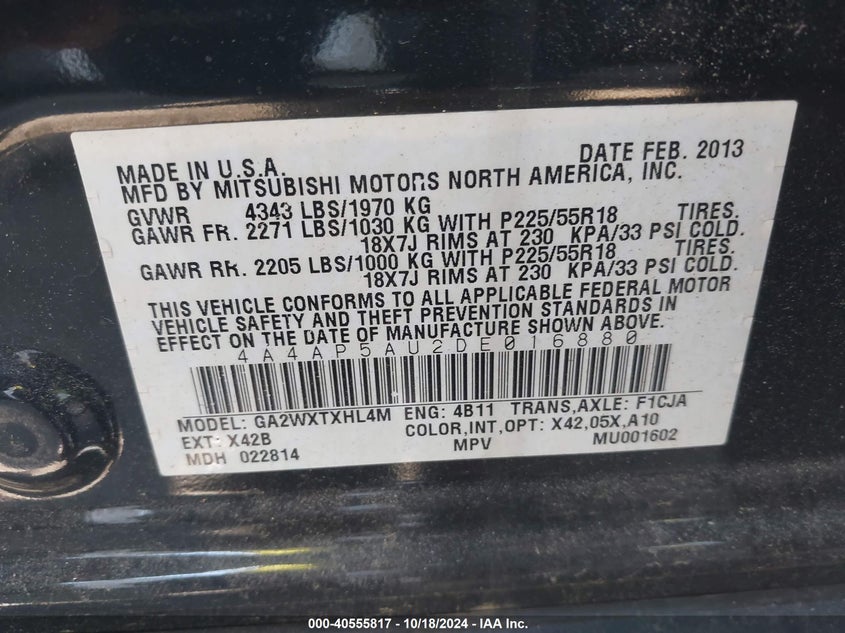 MADE IN U.S.A. DATE FEB. 2013
MFD BY MITSUBISHI MOTORS NORTH AMERICA, INC.
GVWR 4343 LBS/1970 KG
GAWR FR. 2271 LBS/1030 KG WITH P225/55R18 TIRES.
18X7J RIMS AT 230 KPA/33 PSI COLD.
GAWR RR. 2205 LBS/1000 KG WITH P225/55R18 TIRES.
18X7J RIMS AT 230 KPA/33 PSI COLD.
THIS VEHICLE CONFORMS TO ALL APPLICABLE FEDERAL MOTOR
VEHICLE SAFETY AND THEFT PREVENTION STANDARDS IN
EFFECT ON THE DATE OF MANUFACTURE SHOWN ABOVE.
4A4AP5AU2DE016880
MODEL: GA2WXTXHL4M ENG: 4B11 TRANS,AXLE: F1CJA
EXT: X42B COLOR,INT,OPT: X42,05X,A10
MDH 022814 MPV MU001602
000-40555817 - 10/18/2024 - IAA Inc.